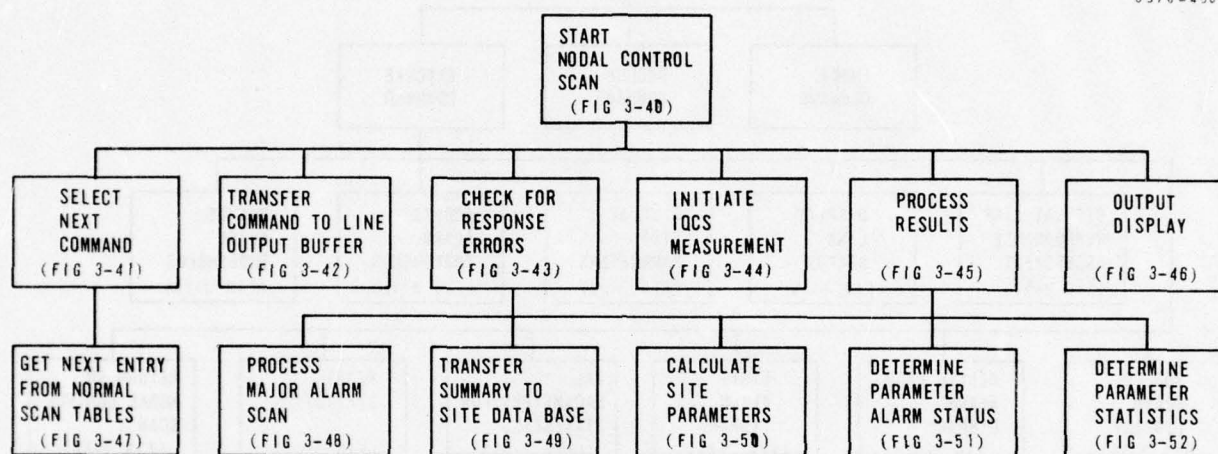 START
NODAL CONTROL
SCAN
(FIG 3-40)
SELECT
NEXT
COMMAND
(FIG 3-41)
TRANSFER
COMMAND TO LINE
OUTPUT BUFFER
(FIG 3-42)
CHECK FOR
RESPONSE
ERRORS
(FIG 3-43)
INITIATE
IQCS
MEASUREMENT
(FIG 3-44)
PROCESS
RESULTS
(FIG 3-45)
OUTPUT
DISPLAY
(FIG 3-46)
GET NEXT ENTRY
FROM NORMAL
SCAN TABLES
(FIG 3-47)
PROCESS
MAJOR ALARM
SCAN
(FIG 3-48)
TRANSFER
SUMMARY TO
SITE DATA BASE
(FIG 3-49)
CALCULATE
SITE
PARAMETERS
(FIG 3-50)
DETERMINE
PARAMETER
ALARM STATUS
(FIG 3-51)
DETERMINE
PARAMETER
STATISTICS
(FIG 3-52)